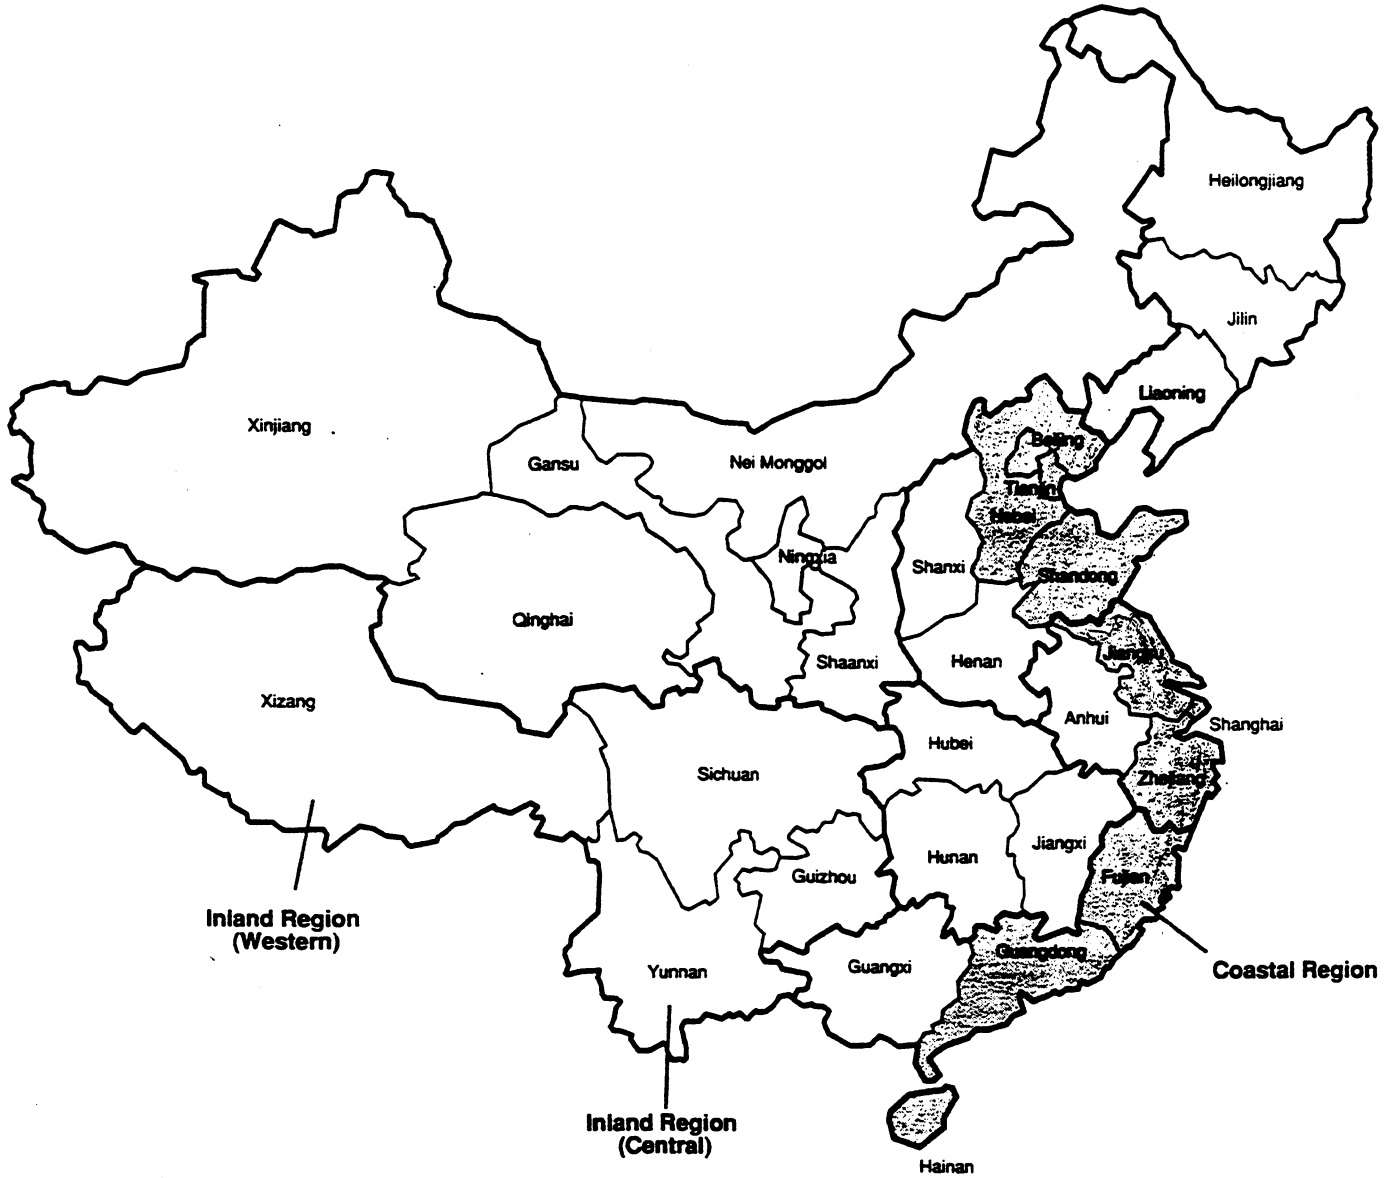 Heilongjiang
Jilin
Liaoning
Xinjiang
Gansu
Nei Monggol
Beijing
Tianjin
Hebei
Ningxia
Shanxi
Shandong
Qinghai
Shaanxi
Henan
Jiangsu
Xizang
Anhui
Shanghai
Hubei
Sichuan
Zhejiang
Jiangxi
Hunan
Guizhou
Fujian
Inland Region
(Western)
Guangdong
Guangxi
Yunnan
Coastal Region
Inland Region
(Central)
Hainan